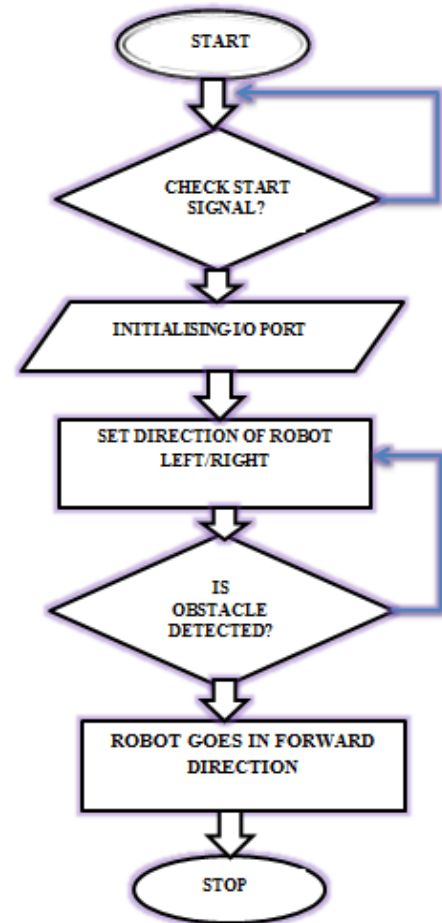 START
CHECK START
SIGNAL?
INITIALISING I/O PORT
SET DIRECTION OF ROBOT
LEFT/RIGHT
IS
OBSTACLE
DETECTED?
ROBOT GOES IN FORWARD
DIRECTION
STOP